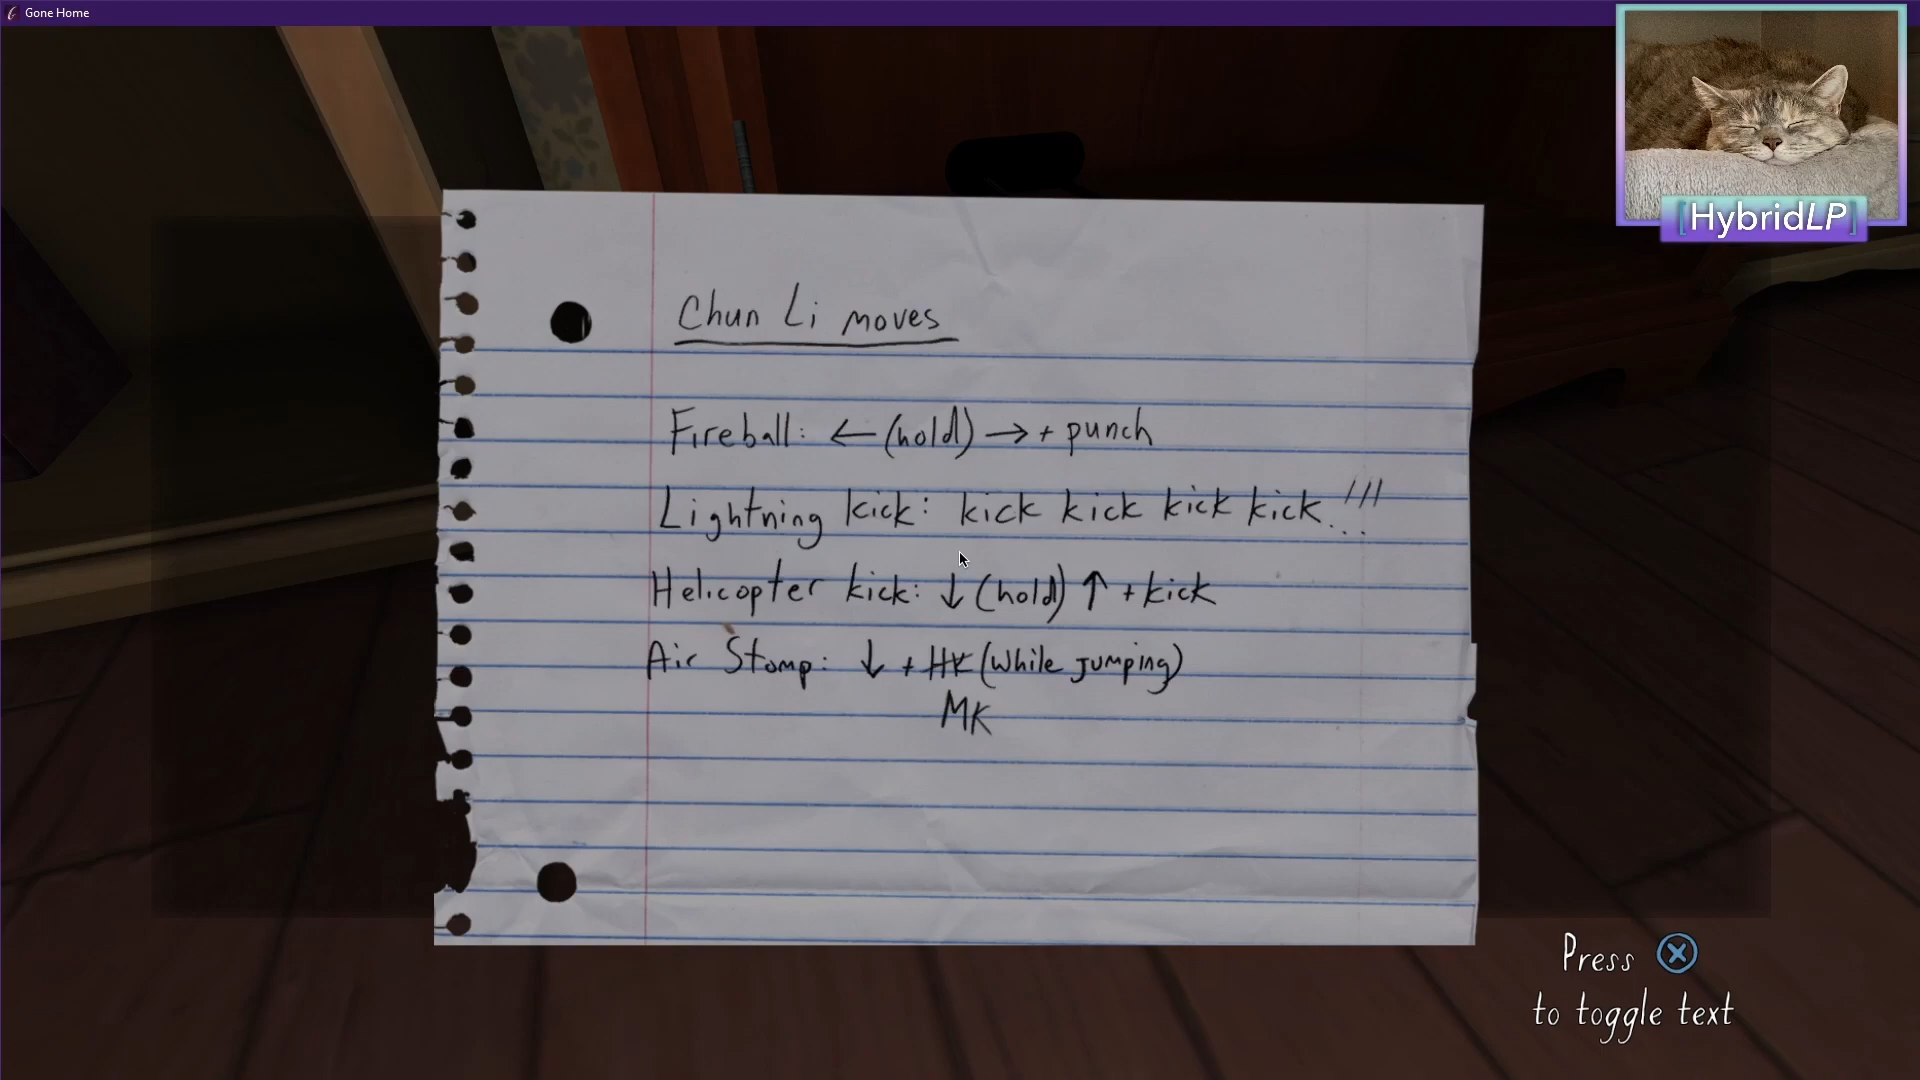 Gone Home
[HybridLP]
Chun Li moves
Fireball: ← (hold) → + punch
Lightning kick: kick kick kick kick!!!
Helicopter kick: ↓ (hold) ↑ + kick
Air Stomp: ↓ + HK (while jumping)
MK
Press Ⓧ
to toggle text